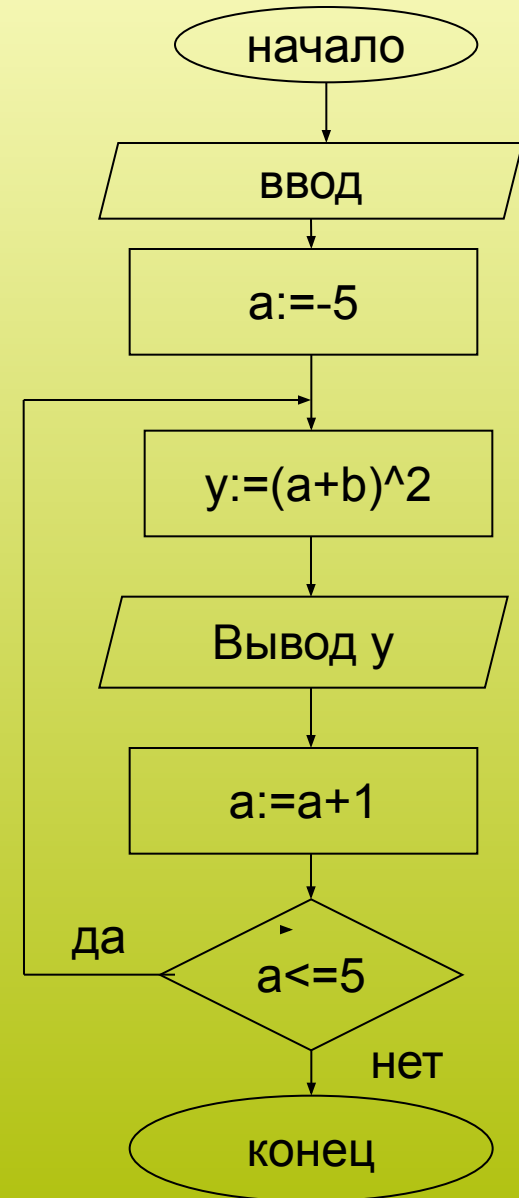 начало
ввод
a:=-5
y:=(a+b)^2
Вывод y
a:=a+1
да
a<=5
нет
конец